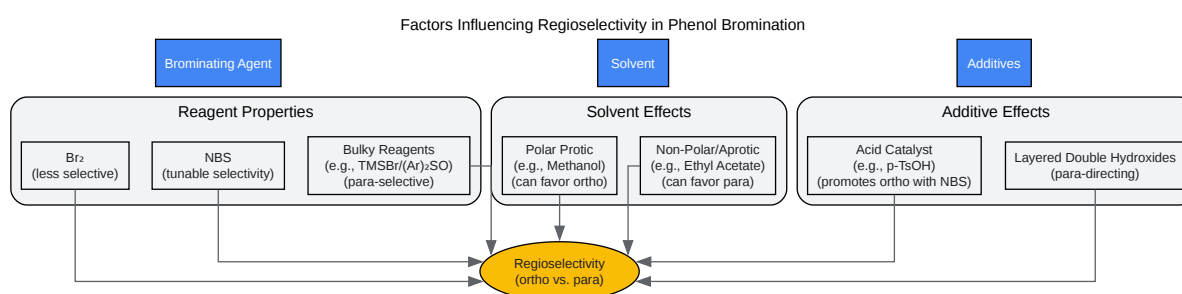 Factors Influencing Regioselectivity in Phenol Bromination
Brominating Agent
Solvent
Additives
Reagent Properties
Solvent Effects
Additive Effects
Br₂
(less selective)
NBS
(tunable selectivity)
Bulky Reagents
(e.g., TMSBr/(Ar)₂SO)
(para-selective)
Polar Protic
(e.g., Methanol)
(can favor ortho)
Non-Polar/Aprotic
(e.g., Ethyl Acetate)
(can favor para)
Acid Catalyst
(e.g., p-TsOH)
(promotes ortho with NBS)
Layered Double Hydroxides
(para-directing)
Regioselectivity
(ortho vs. para)